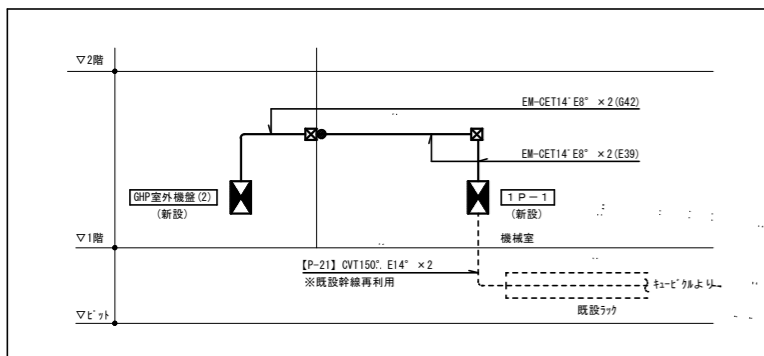 ▽2階
EM-CET14°E8° ×2(G42)
EM-CET14°E8° ×2(E39)
GHP室外機盤(2)
(新設)
1P-1
(新設)
▽1階
機械室
【P-21】CVT150°. E14° ×2
※既設幹線再利用
キュービクルより
既設ラック
▽ピット